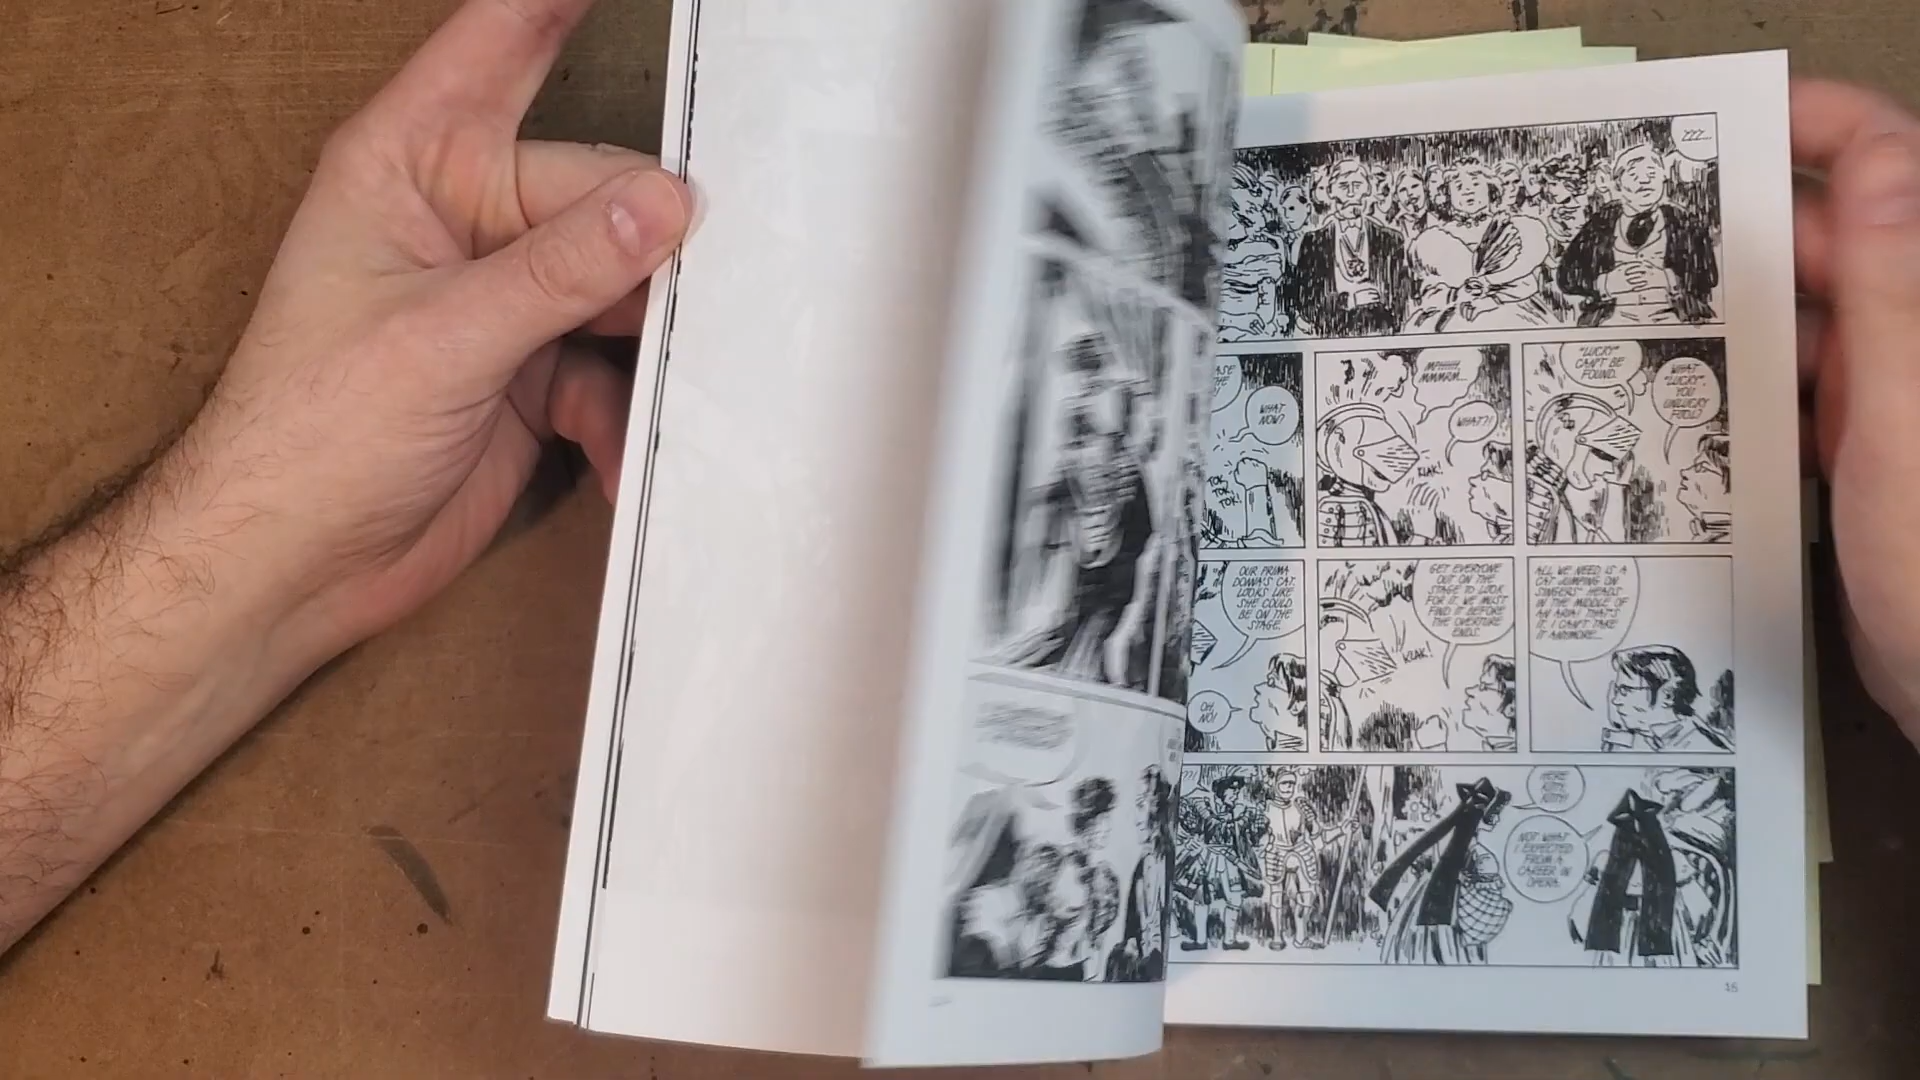 ZZZ...
WHAT
NOW?
TOK
TOK
TOK!
MPHHHH
MMMRM...
WHAT?!
KLAK!
"LUCKY"
CAN'T BE
FOUND.
WHAT
"LUCKY",
YOU
UNLUCKY
FOOL?
OUR PRIMA
DONNA'S CAT.
LOOKS LIKE
SHE COULD
BE ON THE
STAGE.
OH,
NO!
GET EVERYONE
OUT ON THE
STAGE TO LOOK
FOR IT. WE MUST
FIND IT BEFORE
THE OVERTURE
ENDS.
KLAK!
ALL WE NEED IS A
CAT JUMPING ON
SINGERS' HEADS
IN THE MIDDLE OF
AN ARIA! THAT'S
IT. I CAN'T TAKE
IT ANYMORE...
HERE
KITTY,
KITTY!
NOT WHAT
I EXPECTED
FROM A
CAREER IN
OPERA.
15